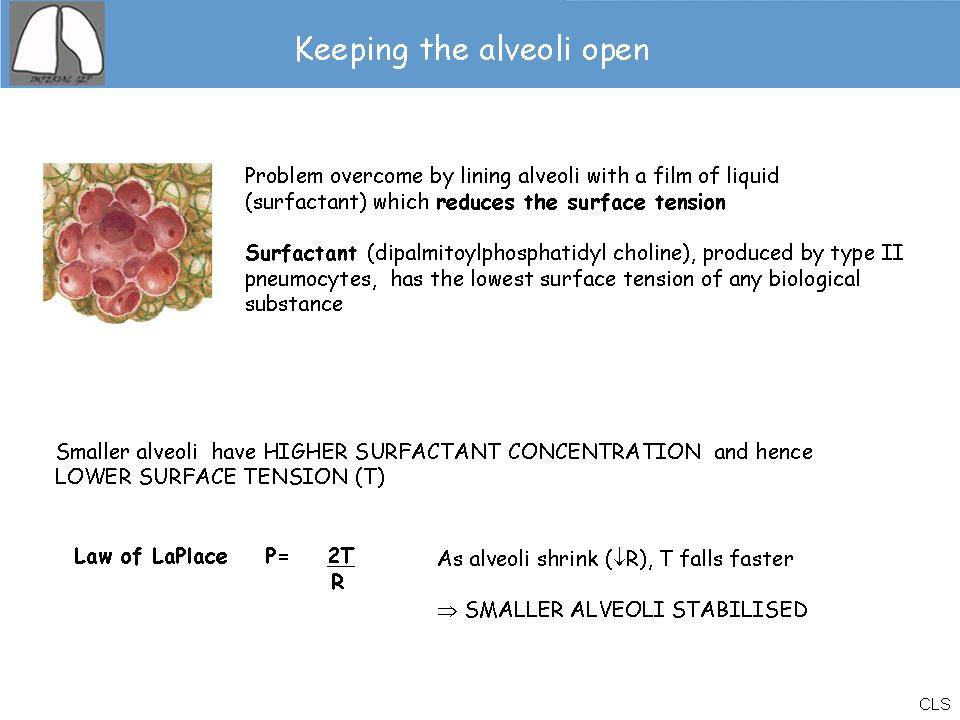 Keeping the alveoli open
IMPERIAL SEP
Problem overcome by lining alveoli with a film of liquid
(surfactant) which reduces the surface tension
Surfactant (dipalmitoylphosphatidyl choline), produced by type II
pneumocytes, has the lowest surface tension of any biological
substance
Smaller alveoli have HIGHER SURFACTANT CONCENTRATION and hence
LOWER SURFACE TENSION (T)
Law of LaPlace P= 2T
R
As alveoli shrink (↓R), T falls faster
⇒ SMALLER ALVEOLI STABILISED
CLS